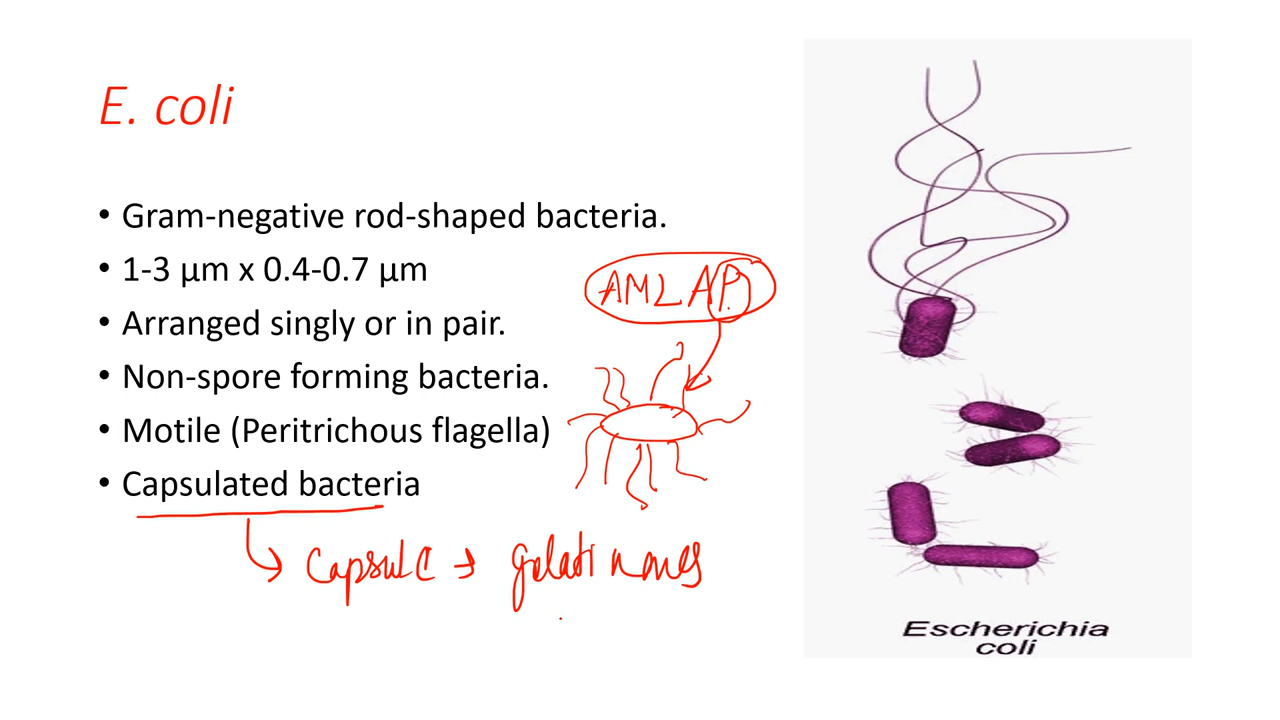 E. coli
• Gram-negative rod-shaped bacteria.
• 1-3 µm x 0.4-0.7 µm
• Arranged singly or in pair.
• Non-spore forming bacteria.
• Motile (Peritrichous flagella)
• Capsulated bacteria
AMLAP
Capsule → gelatinous
Escherichia
coli